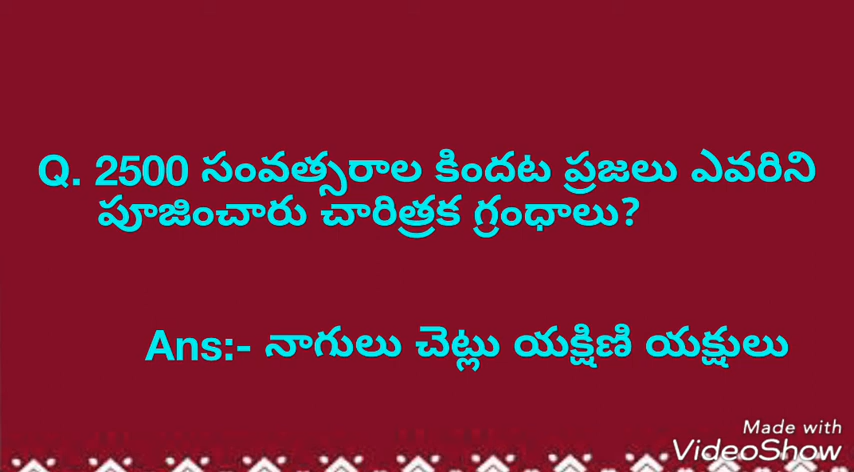 Q. 2500 సంవత్సరాల కిందట ప్రజలు ఎవరిని
పూజించారు చారిత్రక గ్రంధాలు?
Ans:- నాగులు చెట్లు యక్షిణి యక్షులు
Made with
VideoShow